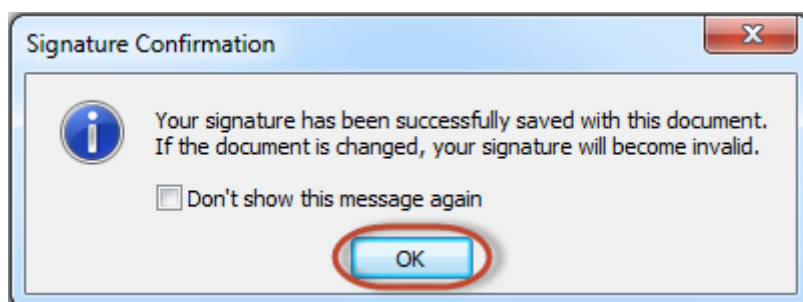 Signature Confirmation
Your signature has been successfully saved with this document.
If the document is changed, your signature will become invalid.
Don't show this message again
OK